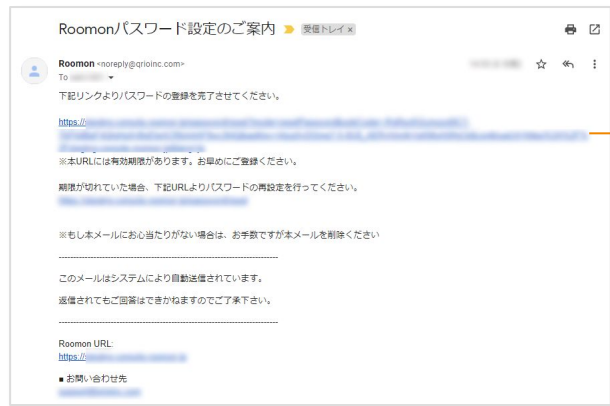 Roomonパスワード設定のご案内
受信トレイ ×
Roomon <noreply@qrioinc.com>
To
下記リンクよりパスワードの登録を完了させてください。
https://
※本URLには有効期限があります。お早めにご登録ください。
期限が切れていた場合、下記URLよりパスワードの再設定を行ってください。
※もし本メールにお心当たりがない場合は、お手数ですが本メールを削除ください
--------------------------------------------------------------------------
このメールはシステムにより自動送信されています。
返信されてもご回答はできかねますのでご了承下さい。
--------------------------------------------------------------------------
Roomon URL:
https://
■ お問い合わせ先